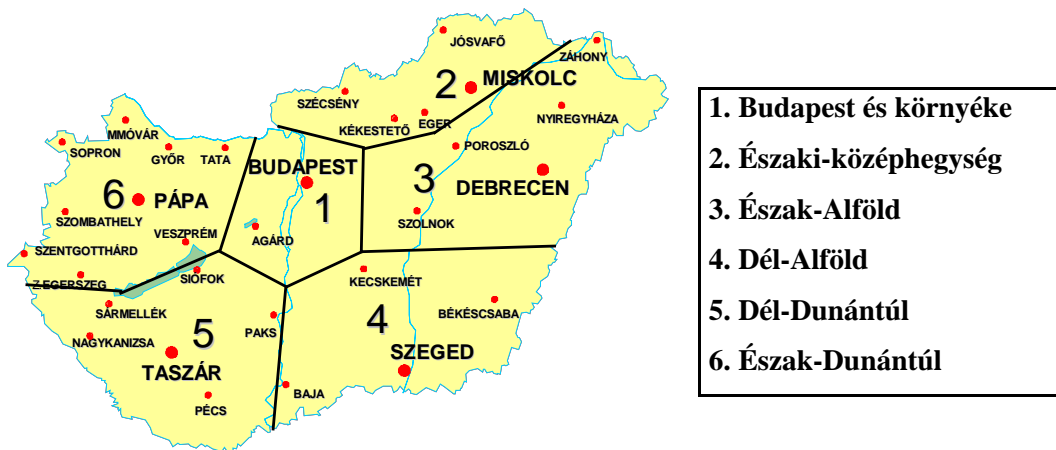 JÓSVAFŐ
ZÁHONY
2 MISKOLC
SZÉCSÉNY
EGER
NYIREGYHÁZA
KÉKESTETŐ
MMÓVÁR
SOPRON
GYŐR
TATA
POROSZLÓ
BUDAPEST
3
DEBRECEN
6 PÁPA
1
SZOMBATHELY
SZOLNOK
VESZPRÉM
AGÁRD
SZENTGOTTHÁRD
SIÓFOK
KECSKEMÉT
Z.EGERSZEG
SÁRMELLÉK
BÉKÉSCSABA
4
5
PAKS
NAGYKANIZSA
SZEGED
TASZÁR
BAJA
PÉCS
1. Budapest és környéke
2. Északi-középhegység
3. Észak-Alföld
4. Dél-Alföld
5. Dél-Dunántúl
6. Észak-Dunántúl